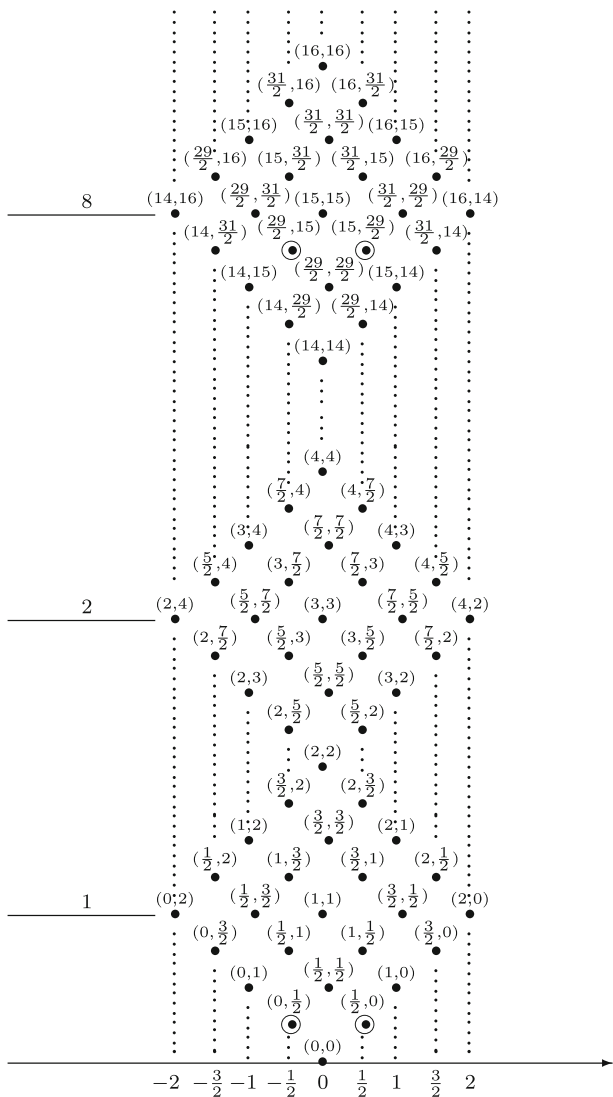 (16,16)
(31/2,16) (16,31/2)
(15,16) (31/2,31/2) (16,15)
(29/2,16) (15,31/2) (31/2,15) (16,29/2)
8 (14,16) (29/2,31/2) (15,15) (31/2,29/2) (16,14)
(14,31/2) (29/2,15) (15,29/2) (31/2,14)
(14,15) (29/2,29/2) (15,14)
(14,29/2) (29/2,14)
(14,14)
(4,4)
(7/2,4) (4,7/2)
(3,4) (7/2,7/2) (4,3)
(5/2,4) (3,7/2) (7/2,3) (4,5/2)
2 (2,4) (5/2,7/2) (3,3) (7/2,5/2) (4,2)
(2,7/2) (5/2,3) (3,5/2) (7/2,2)
(2,3) (5/2,5/2) (3,2)
(2,5/2) (5/2,2)
(2,2)
(3/2,2) (2,3/2)
(1,2) (3/2,3/2) (2,1)
(1/2,2) (1,3/2) (3/2,1) (2,1/2)
1 (0,2) (1/2,3/2) (1,1) (3/2,1/2) (2,0)
(0,3/2) (1/2,1) (1,1/2) (3/2,0)
(0,1) (1/2,1/2) (1,0)
(0,1/2) (1/2,0)
(0,0)
−2 −3/2 −1 −1/2 0 1/2 1 3/2 2